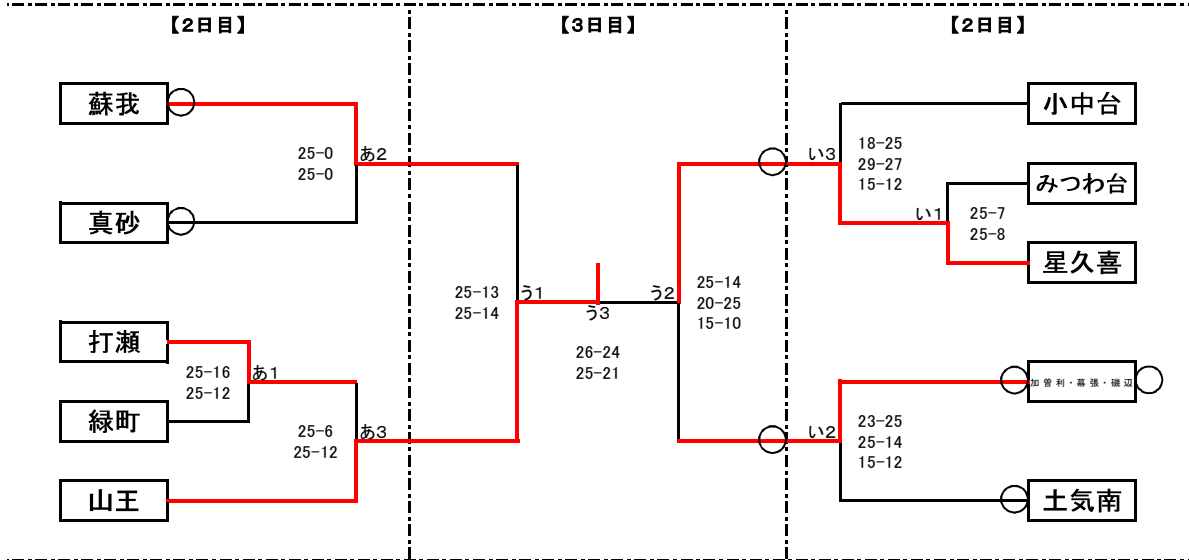 【2日目】
【3日目】
【2日目】
蘇我
真砂
打瀬
緑町
山王
25-0
25-0
あ2
25-16
25-12
あ1
25-6
25-12
あ3
25-13
25-14
う1
う3
26-24
25-21
う2
25-14
20-25
15-10
い3
18-25
29-27
15-12
い1
25-7
25-8
い2
23-25
25-14
15-12
小中台
みつわ台
星久喜
加曽利・幕張・磯辺
土気南